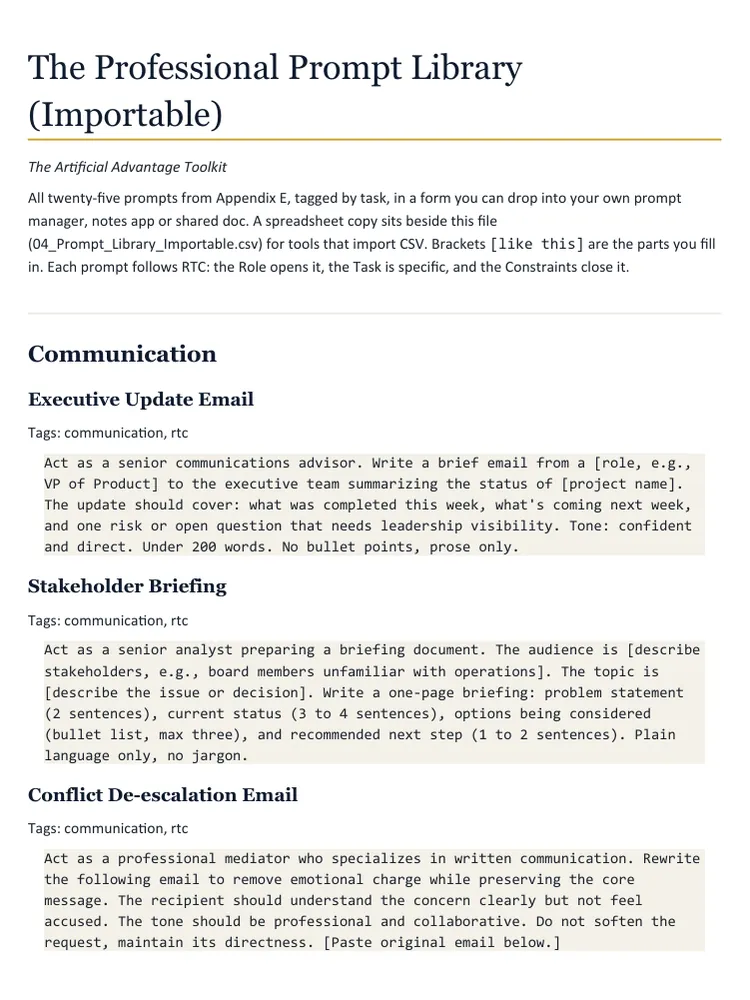 The Professional Prompt Library
(Importable)
The Artificial Advantage Toolkit
All twenty-five prompts from Appendix E, tagged by task, in a form you can drop into your own prompt
manager, notes app or shared doc. A spreadsheet copy sits beside this file
(04_Prompt_Library_Importable.csv) for tools that import CSV. Brackets [like this] are the parts you fill
in. Each prompt follows RTC: the Role opens it, the Task is specific, and the Constraints close it.
Communication
Executive Update Email
Tags: communication, rtc
Act as a senior communications advisor. Write a brief email from a [role, e.g.,
VP of Product] to the executive team summarizing the status of [project name].
The update should cover: what was completed this week, what's coming next week,
and one risk or open question that needs leadership visibility. Tone: confident
and direct. Under 200 words. No bullet points, prose only.
Stakeholder Briefing
Tags: communication, rtc
Act as a senior analyst preparing a briefing document. The audience is [describe
stakeholders, e.g., board members unfamiliar with operations]. The topic is
[describe the issue or decision]. Write a one-page briefing: problem statement
(2 sentences), current status (3 to 4 sentences), options being considered
(bullet list, max three), and recommended next step (1 to 2 sentences). Plain
language only, no jargon.
Conflict De-escalation Email
Tags: communication, rtc
Act as a professional mediator who specializes in written communication. Rewrite
the following email to remove emotional charge while preserving the core
message. The recipient should understand the concern clearly but not feel
accused. The tone should be professional and collaborative. Do not soften the
request, maintain its directness. [Paste original email below.]